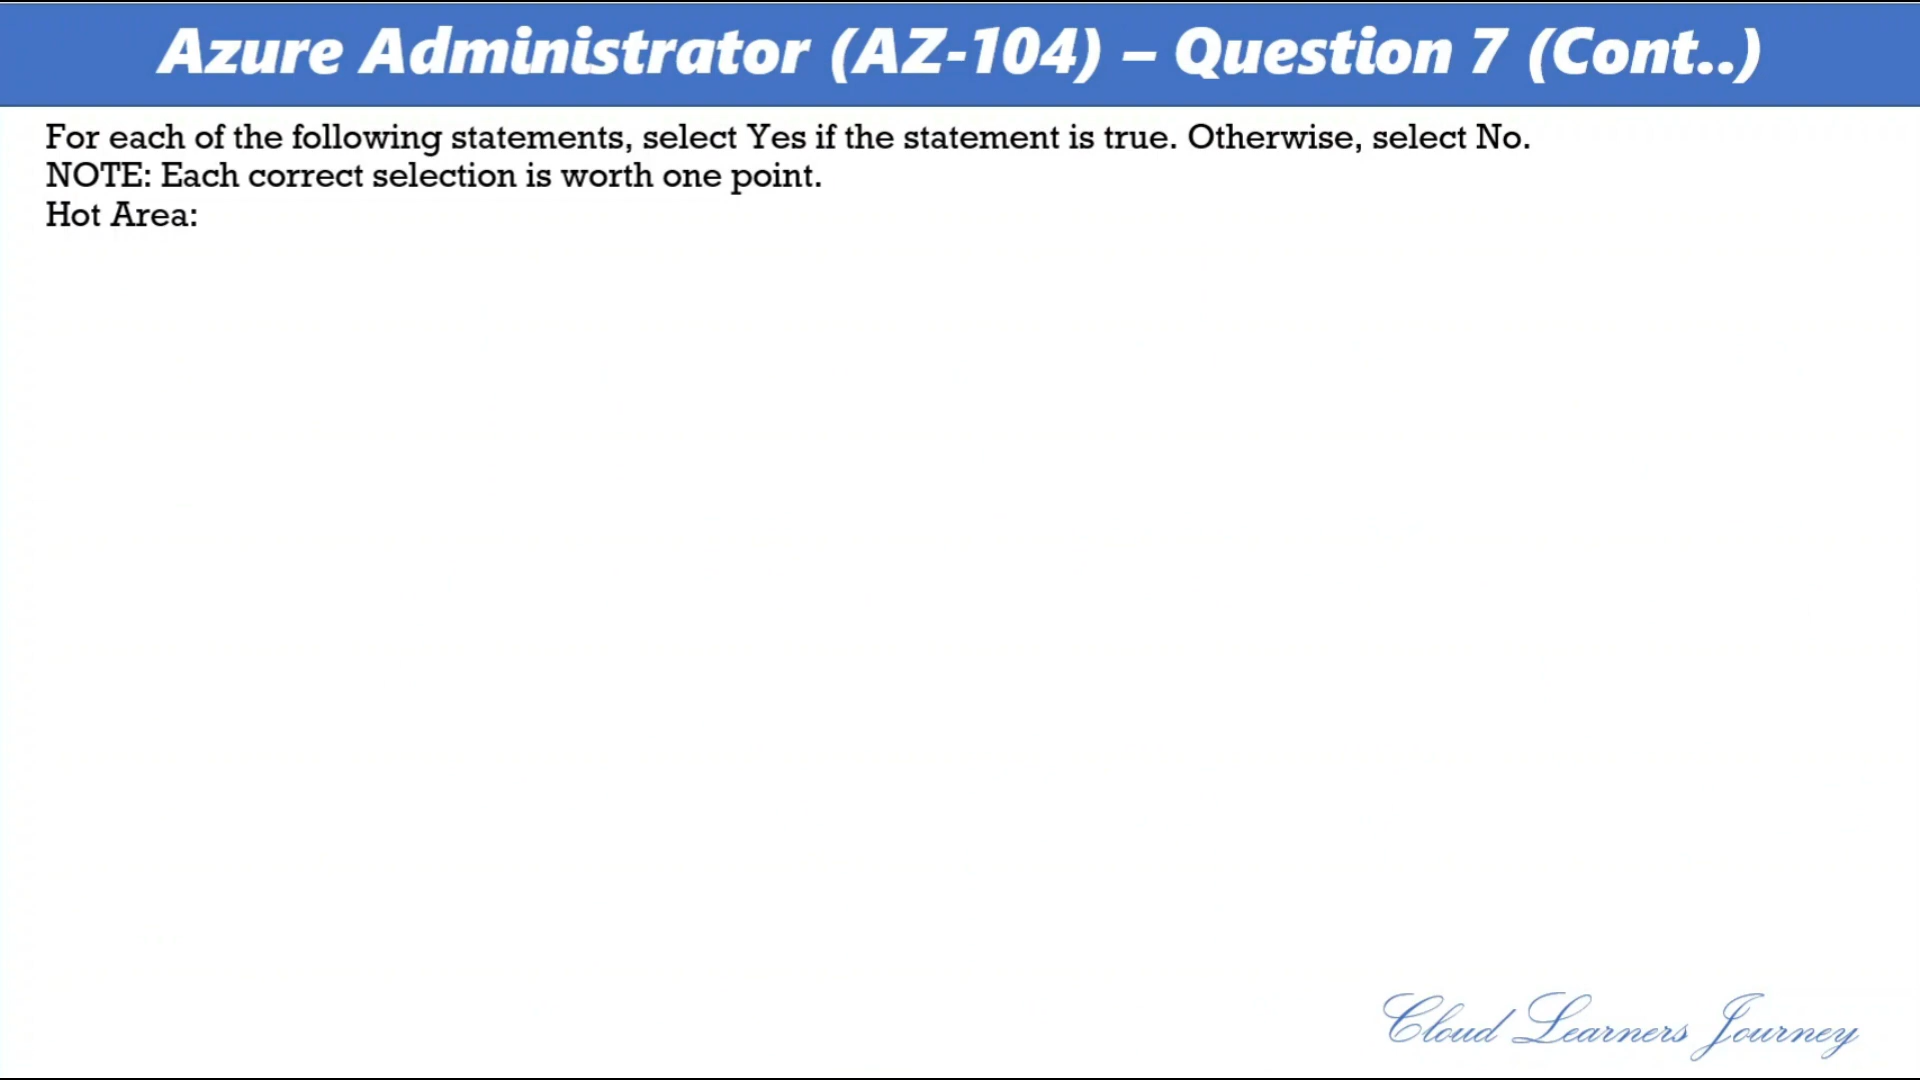 Azure Administrator (AZ-104) – Question 7 (Cont..)
For each of the following statements, select Yes if the statement is true. Otherwise, select No.
NOTE: Each correct selection is worth one point.
Hot Area:
Cloud Learners Journey